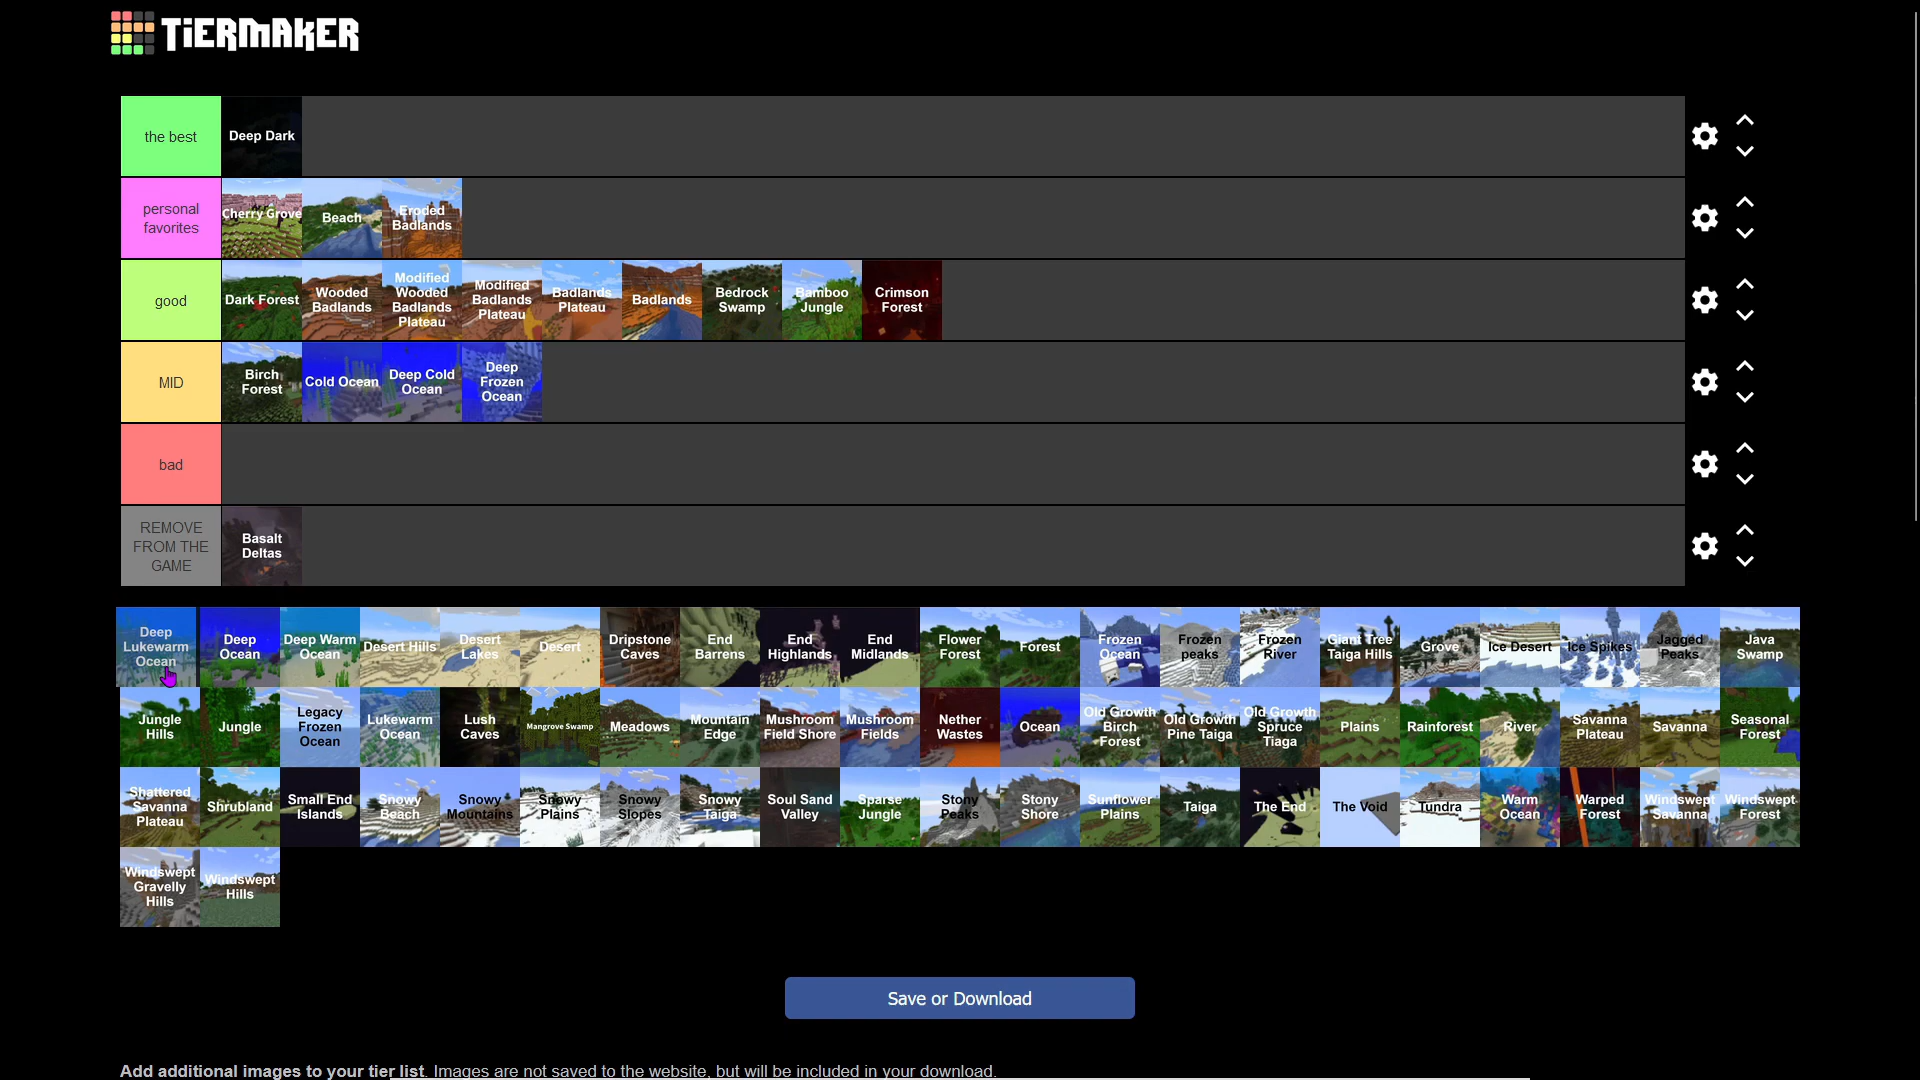 TiERMAKER
the best
Deep Dark
personal
favorites
Cherry Grove
Beach
Eroded
Badlands
good
Dark Forest
Wooded
Badlands
Modified
Wooded
Badlands
Plateau
Modified
Badlands
Plateau
Badlands
Plateau
Badlands
Bedrock
Swamp
Bamboo
Jungle
Crimson
Forest
MID
Birch
Forest
Cold Ocean
Deep Cold
Ocean
Deep
Frozen
Ocean
bad
REMOVE
FROM THE
GAME
Basalt
Deltas
Deep
Lukewarm
Ocean
Deep
Ocean
Deep Warm
Ocean
Desert Hills
Desert
Lakes
Desert
Dripstone
Caves
End
Barrens
End
Highlands
End
Midlands
Flower
Forest
Forest
Frozen
Ocean
Frozen
peaks
Frozen
River
Giant Tree
Taiga Hills
Grove
Ice Desert
Ice Spikes
Jagged
Peaks
Java
Swamp
Jungle
Hills
Jungle
Legacy
Frozen
Ocean
Lukewarm
Ocean
Lush
Caves
Mangrove Swamp
Meadows
Mountain
Edge
Mushroom
Field Shore
Mushroom
Fields
Nether
Wastes
Ocean
Old Growth
Birch
Forest
Old Growth
Pine Taiga
Old Growth
Spruce
Tiaga
Plains
Rainforest
River
Savanna
Plateau
Savanna
Seasonal
Forest
Shattered
Savanna
Plateau
Shrubland
Small End
Islands
Snowy
Beach
Snowy
Mountains
Snowy
Plains
Snowy
Slopes
Snowy
Taiga
Soul Sand
Valley
Sparse
Jungle
Stony
Peaks
Stony
Shore
Sunflower
Plains
Taiga
The End
The Void
Tundra
Warm
Ocean
Warped
Forest
Windswept
Savanna
Windswept
Forest
Windswept
Gravelly
Hills
Windswept
Hills
Save or Download
Add additional images to your tier list. Images are not saved to the website, but will be included in your download.